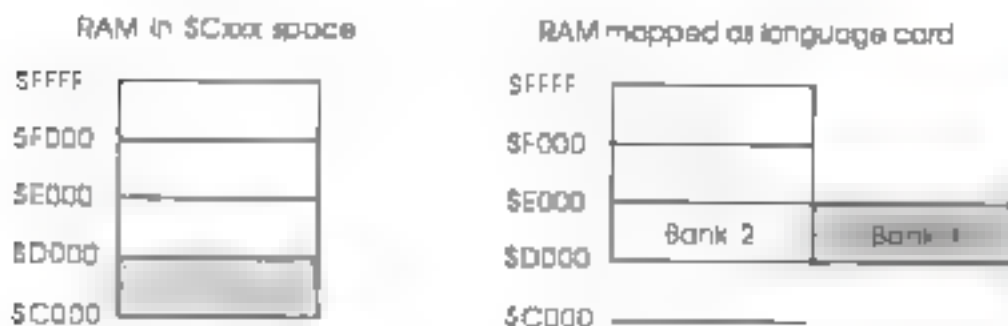 RAM in $Cxxx space
$FFFF
$F000
$E000
$D000
$C000
RAM mapped as language card
$FFFF
$F000
$E000
Bank 2 Bank 1
$D000
$C000